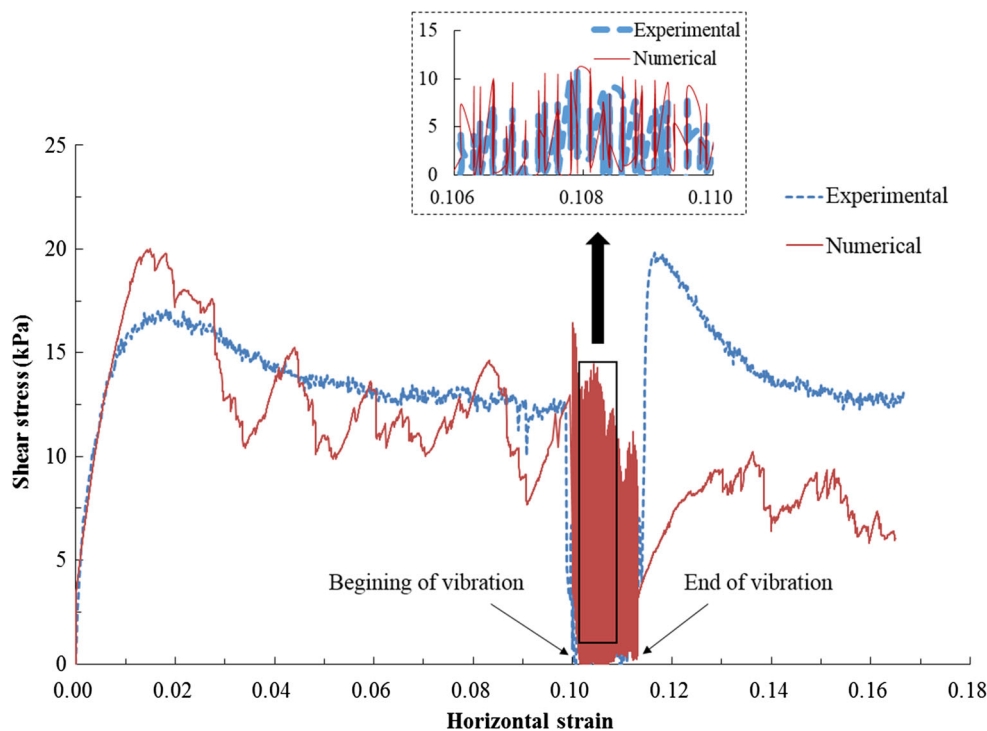 Experimental
Numerical
15
10
5
0
0.106
0.108
0.110
25
20
15
10
5
0
Shear stress (kPa)
Experimental
Numerical
Begining of vibration
End of vibration
0.00
0.02
0.04
0.06
0.08
0.10
0.12
0.14
0.16
0.18
Horizontal strain